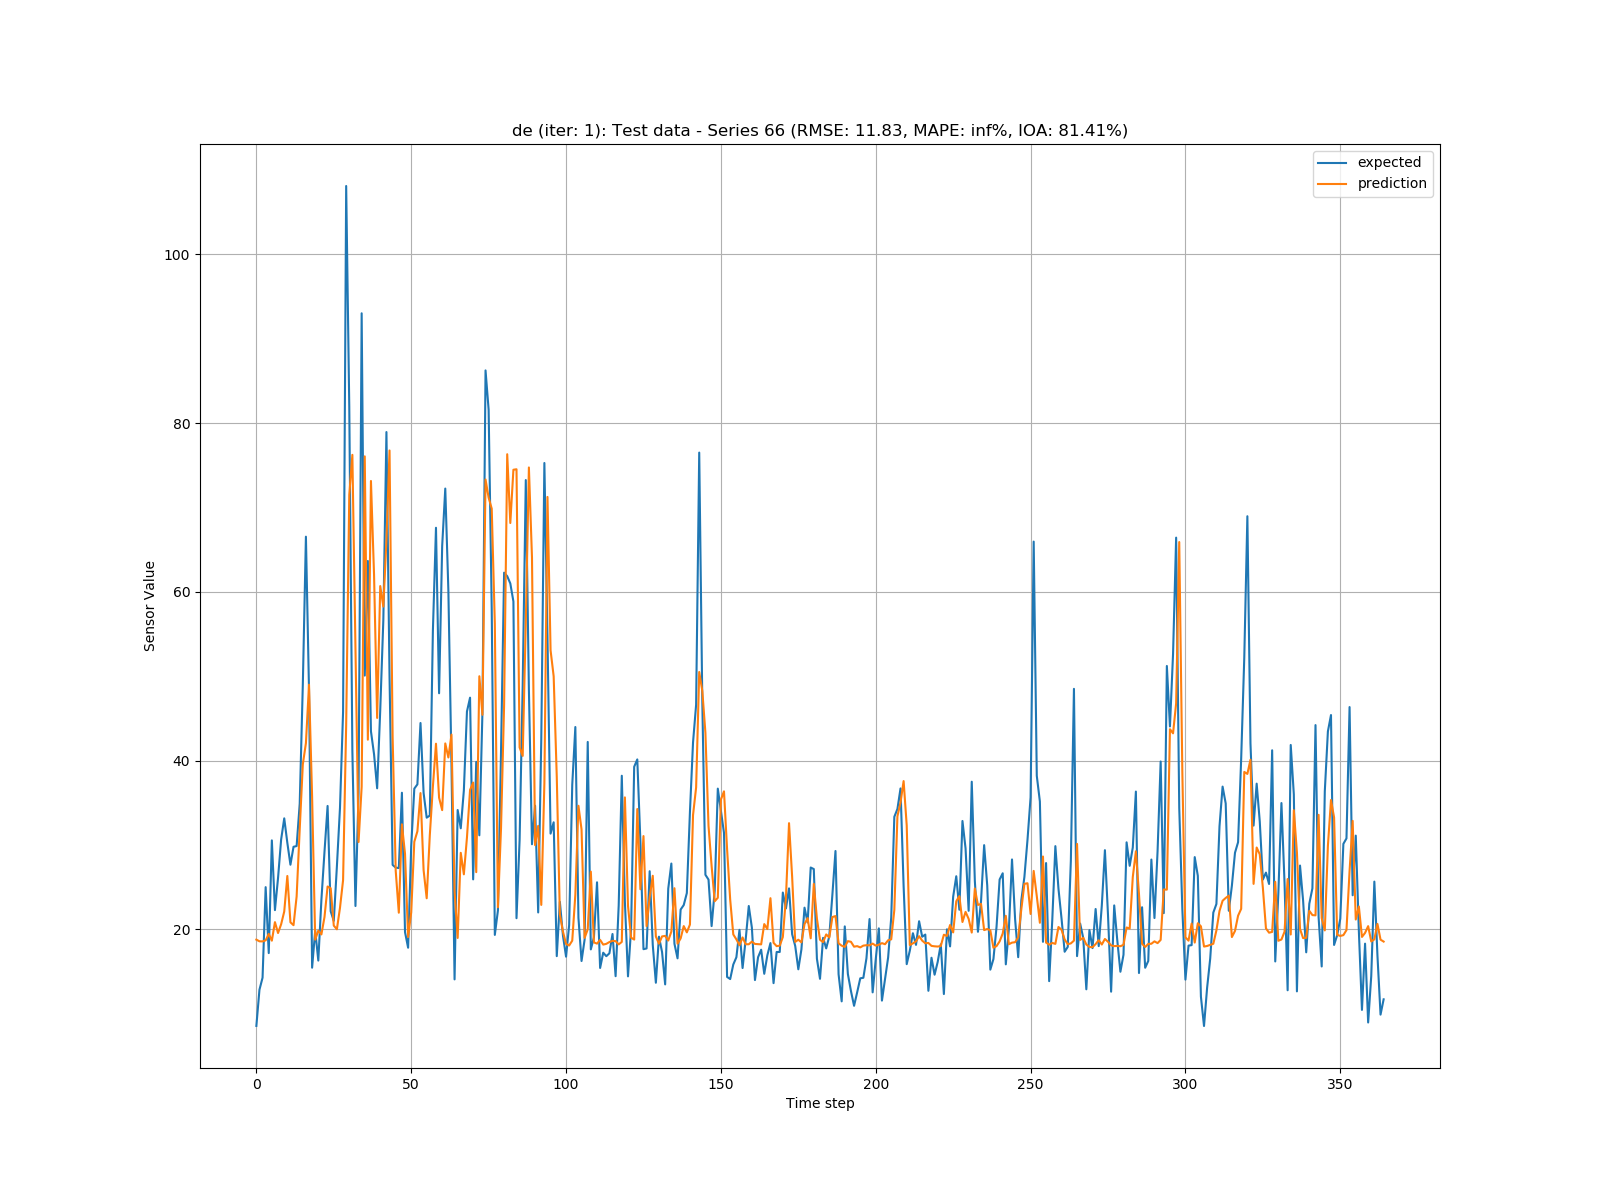 de (iter: 1): Test data - Series 66 (RMSE: 11.83, MAPE: inf%, IOA: 81.41%)
expected
prediction
100
80
60
40
20
Sensor Value
0 50 100 150 200 250 300 350
Time step